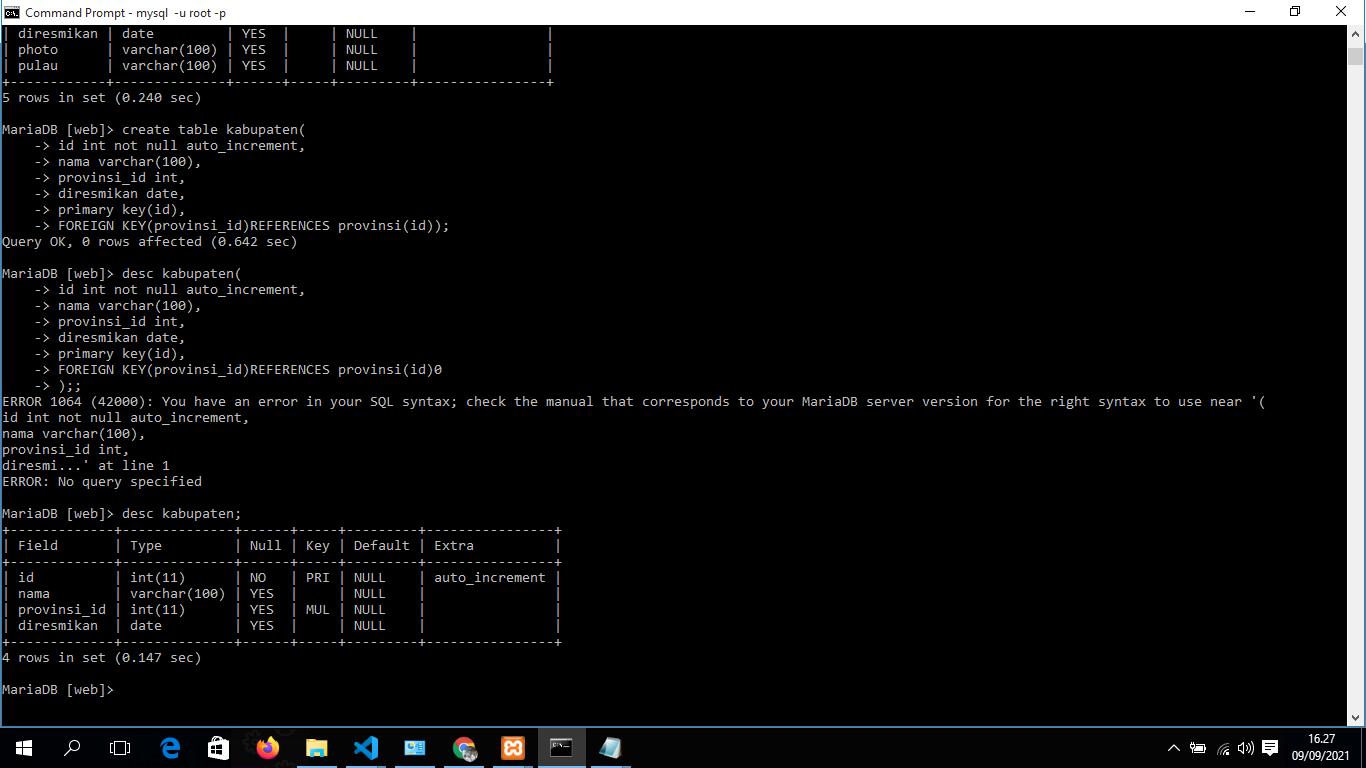 Command Prompt - mysql  -u root -p
| diresmikan | date         | YES  |     | NULL    |                |
| photo      | varchar(100) | YES  |     | NULL    |                |
| pulau      | varchar(100) | YES  |     | NULL    |                |
+------------+--------------+------+-----+---------+----------------+
5 rows in set (0.240 sec)
MariaDB [web]> create table kabupaten(
    -> id int not null auto_increment,
    -> nama varchar(100),
    -> provinsi_id int,
    -> diresmikan date,
    -> primary key(id),
    -> FOREIGN KEY(provinsi_id)REFERENCES provinsi(id));
Query OK, 0 rows affected (0.642 sec)
MariaDB [web]> desc kabupaten(
    -> id int not null auto_increment,
    -> nama varchar(100),
    -> provinsi_id int,
    -> diresmikan date,
    -> primary key(id),
    -> FOREIGN KEY(provinsi_id)REFERENCES provinsi(id)0
    -> );;
ERROR 1064 (42000): You have an error in your SQL syntax; check the manual that corresponds to your MariaDB server version for the right syntax to use near '(
id int not null auto_increment,
nama varchar(100),
provinsi_id int,
diresmi...' at line 1
ERROR: No query specified
MariaDB [web]> desc kabupaten;
+-------------+--------------+------+-----+---------+----------------+
| Field       | Type         | Null | Key | Default | Extra          |
+-------------+--------------+------+-----+---------+----------------+
| id          | int(11)      | NO   | PRI | NULL    | auto_increment |
| nama        | varchar(100) | YES  |     | NULL    |                |
| provinsi_id | int(11)      | YES  | MUL | NULL    |                |
| diresmikan  | date         | YES  |     | NULL    |                |
+-------------+--------------+------+-----+---------+----------------+
4 rows in set (0.147 sec)
MariaDB [web]>
16.27
09/09/2021